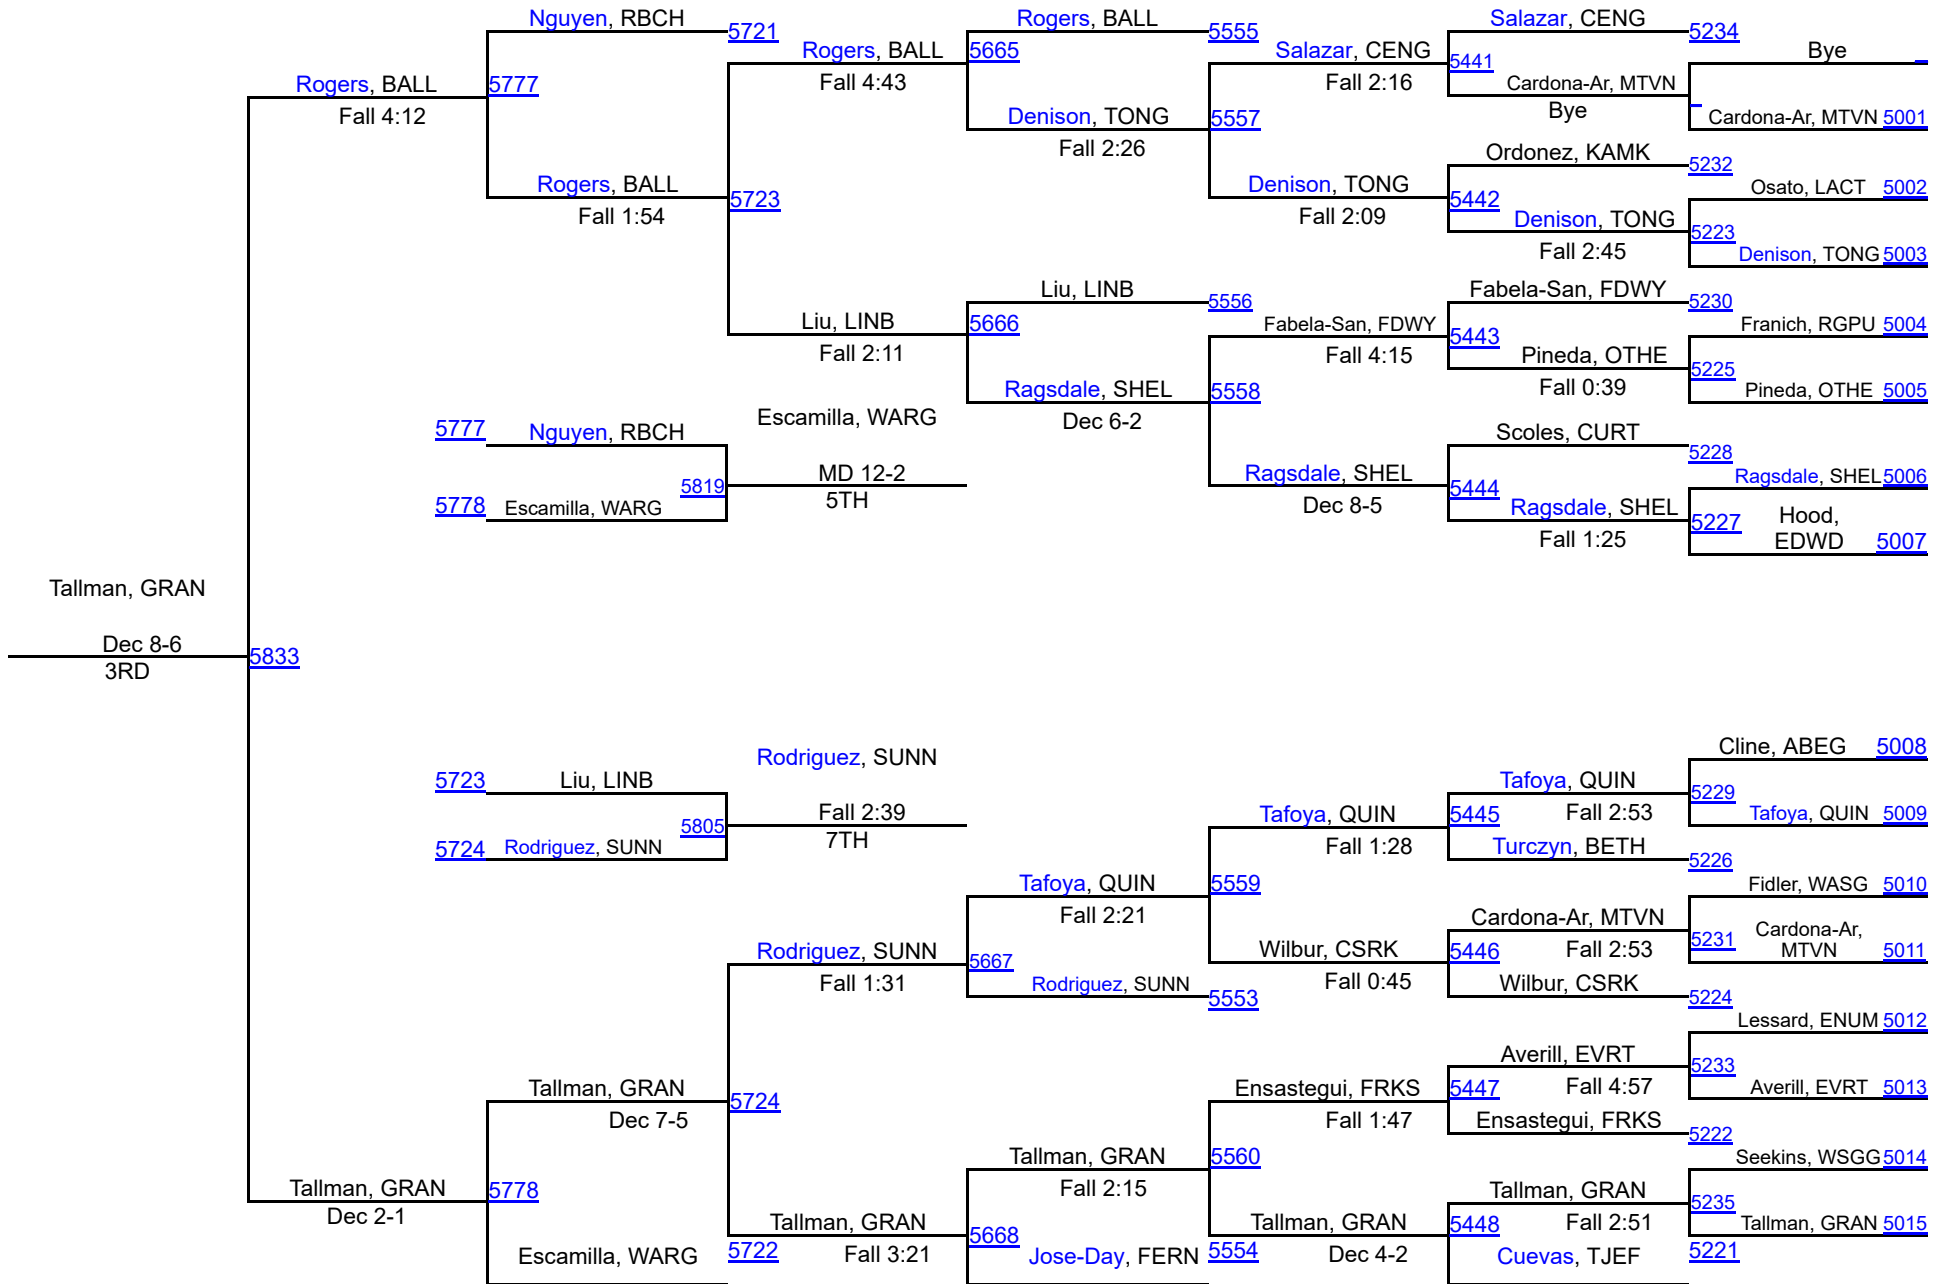 Nguyen, RBCH
5721
Rogers, BALL
5555
Salazar, CENG
5234
Rogers, BALL
Fall 4:43
5665
Salazar, CENG
Fall 2:16
5441
Cardona-Ar, MTVN
Bye
Bye
Cardona-Ar, MTVN 5001
Rogers, BALL
Fall 4:12
5777
Denison, TONG
Fall 2:26
5557
Ordonez, KAMK
5232
Osato, LACT 5002
Rogers, BALL
Fall 1:54
5723
Denison, TONG
Fall 2:09
5442
Denison, TONG
Fall 2:45
5223
Denison, TONG 5003
Liu, LINB
5556
Fabela-San, FDWY
5230
Franich, RGPU 5004
Liu, LINB
Fall 2:11
5666
Fabela-San, FDWY
Fall 4:15
5443
Pineda, OTHE
Fall 0:39
5225
Pineda, OTHE 5005
Ragsdale, SHEL
Dec 6-2
5558
Escamilla, WARG
5777
Nguyen, RBCH
Scoles, CURT
5228
MD 12-2
5TH
5819
5778
Escamilla, WARG
Ragsdale, SHEL
Dec 8-5
5444
Ragsdale, SHEL 5006
Ragsdale, SHEL
Fall 1:25
5227
Hood,
EDWD 5007
Tallman, GRAN
Dec 8-6
3RD
5833
Rodriguez, SUNN
Cline, ABEG 5008
5723
Liu, LINB
Tafoya, QUIN
Fall 2:53
5229
Fall 2:39
7TH
5805
Tafoya, QUIN
Fall 1:28
5445
Tafoya, QUIN 5009
5724
Rodriguez, SUNN
Turczyn, BETH
5226
Tafoya, QUIN
Fall 2:21
5559
Fidler, WASG 5010
Cardona-Ar, MTVN
Fall 2:53
5231
Cardona-Ar,
MTVN 5011
Rodriguez, SUNN
Fall 1:31
5667
Wilbur, CSRK
Fall 0:45
5446
Rodriguez, SUNN
5553
Wilbur, CSRK
5224
Lessard, ENUM 5012
Averill, EVRT
Fall 4:57
5233
Tallman, GRAN
Dec 7-5
5724
Ensastegui, FRKS
Fall 1:47
5447
Averill, EVRT 5013
Ensastegui, FRKS
5222
Tallman, GRAN
Fall 2:15
5560
Seekins, WSGG 5014
Tallman, GRAN
Dec 2-1
5778
Tallman, GRAN
Fall 2:51
5235
Tallman, GRAN
Fall 3:21
5668
Tallman, GRAN
Dec 4-2
5448
Tallman, GRAN 5015
Escamilla, WARG
5722
Jose-Day, FERN
5554
Cuevas, TJEF
5221